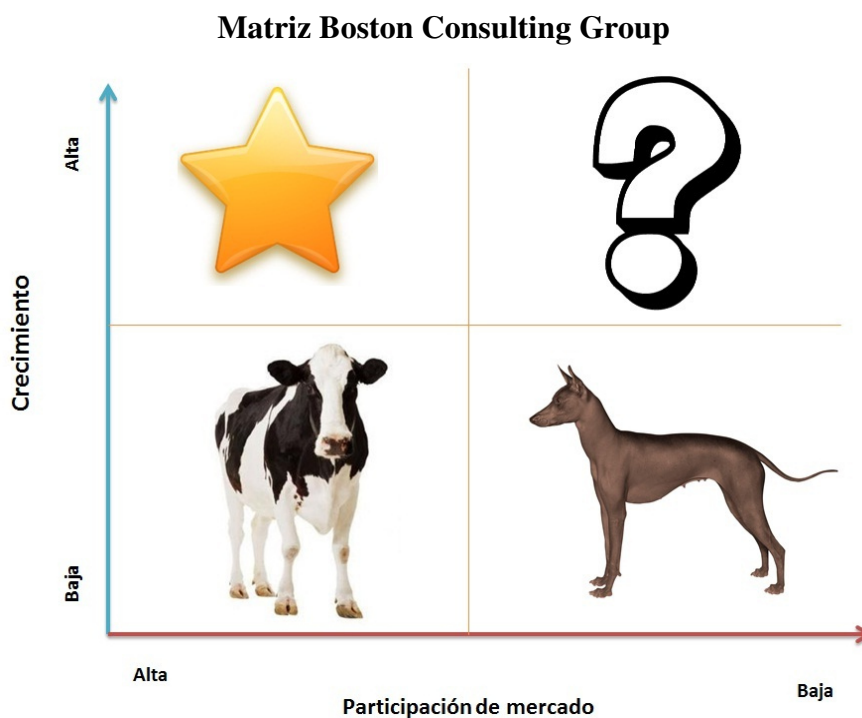 Matriz Boston Consulting Group
Alta
?
Crecimiento
Baja
Alta
Baja
Participación de mercado